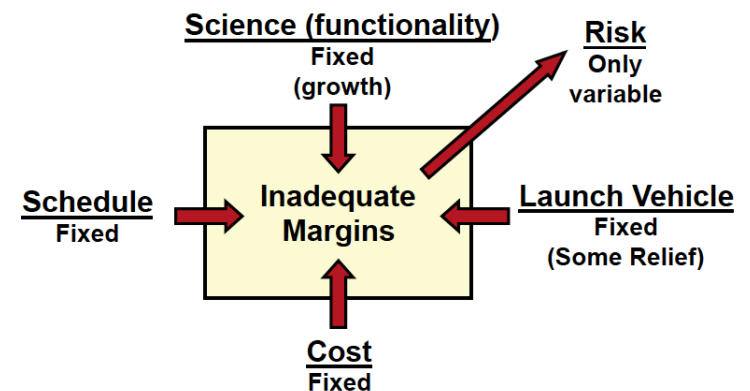 Science (functionality)
Fixed
(growth)
Risk
Only
variable
Schedule
Fixed
Inadequate
Margins
Launch Vehicle
Fixed
(Some Relief)
Cost
Fixed